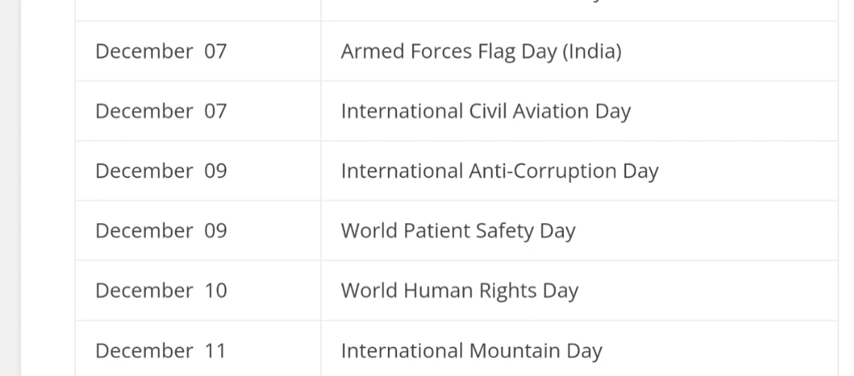 December 07 Armed Forces Flag Day (India)
December 07 International Civil Aviation Day
December 09 International Anti-Corruption Day
December 09 World Patient Safety Day
December 10 World Human Rights Day
December 11 International Mountain Day